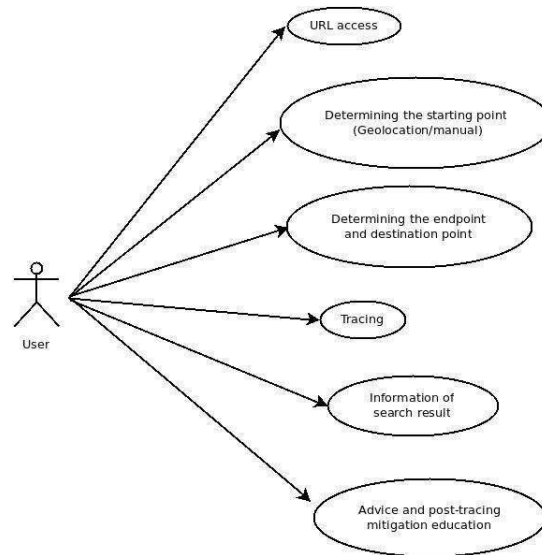 URL access
Determining the starting point
(Geolocation/manual)
Determining the endpoint
and destination point
Tracing
User
Information of
search result
Advice and post-tracing
mitigation education